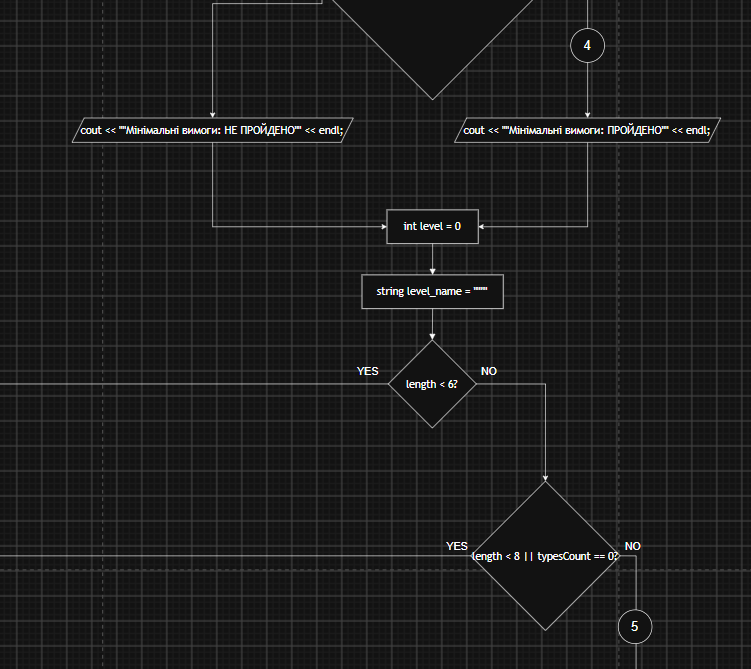 4
cout << ""Мінімальні вимоги: НЕ ПРОЙДЕНО"" << endl;
cout << ""Мінімальні вимоги: ПРОЙДЕНО"" << endl;
int level = 0
string level_name = """"
YES
NO
length < 6?
YES
NO
length < 8 || typesCount == 0?
5